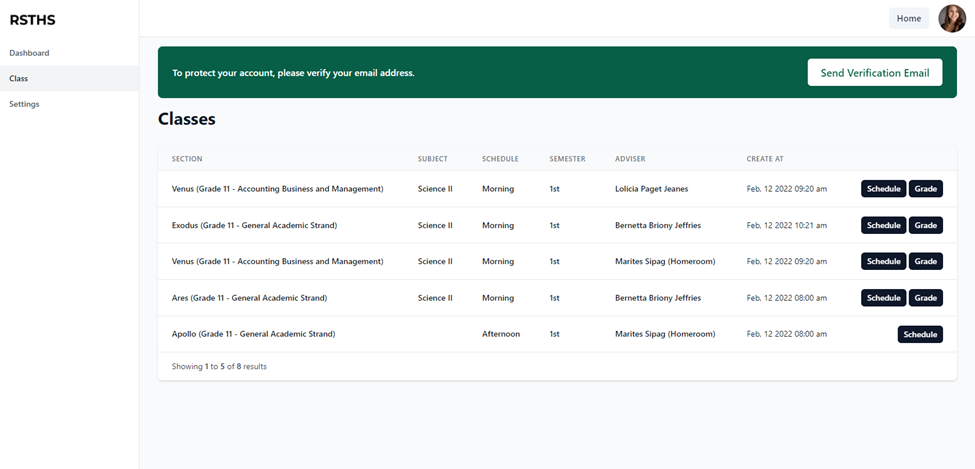 RSTHS
Home
Dashboard
Class
Settings
To protect your account, please verify your email address. Send Verification Email
Classes
SECTION SUBJECT SCHEDULE SEMESTER ADVISER CREATE AT
Venus (Grade 11 - Accounting Business and Management) Science II Morning 1st Lolicia Paget Jeanes Feb, 12 2022 09:20 am Schedule Grade
Exodus (Grade 11 - General Academic Strand) Science II Morning 1st Bernetta Briony Jeffries Feb, 12 2022 10:21 am Schedule Grade
Venus (Grade 11 - Accounting Business and Management) Science II Morning 1st Marites Sipag (Homeroom) Feb, 12 2022 09:20 am Schedule Grade
Ares (Grade 11 - General Academic Strand) Science II Morning 1st Bernetta Briony Jeffries Feb, 12 2022 08:00 am Schedule Grade
Apollo (Grade 11 - General Academic Strand) Afternoon 1st Marites Sipag (Homeroom) Feb, 12 2022 08:00 am Schedule
Showing 1 to 5 of 8 results